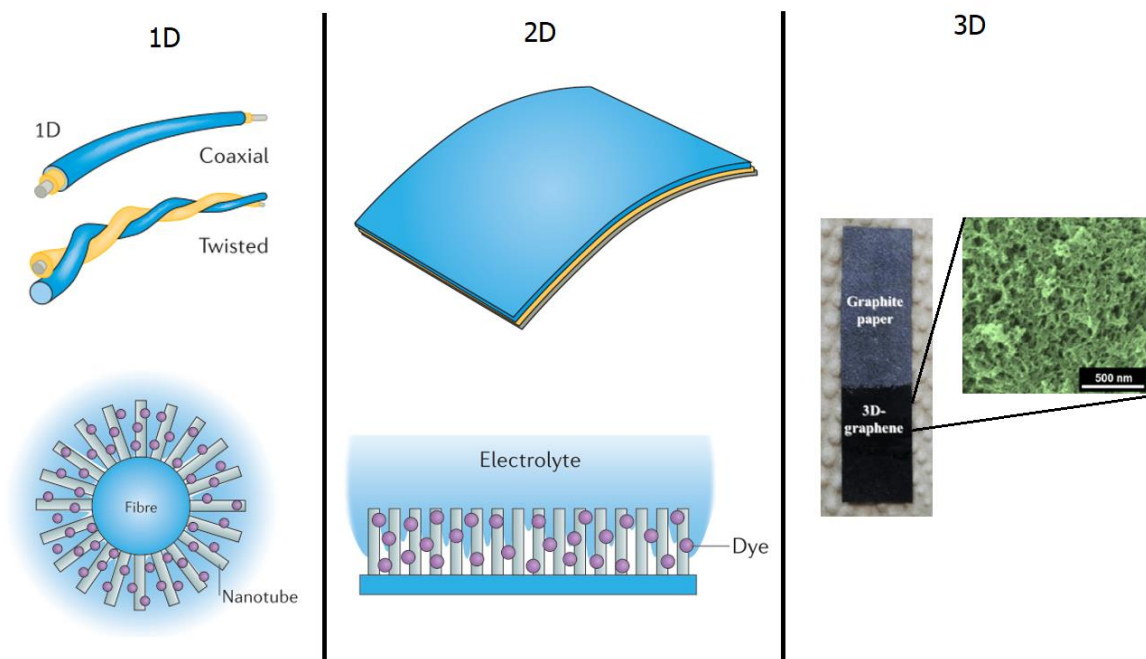 1D
1D
Coaxial
Twisted
Fibre
Nanotube
2D
Electrolyte
Dye
3D
Graphite
paper
3D-
graphene
500 nm